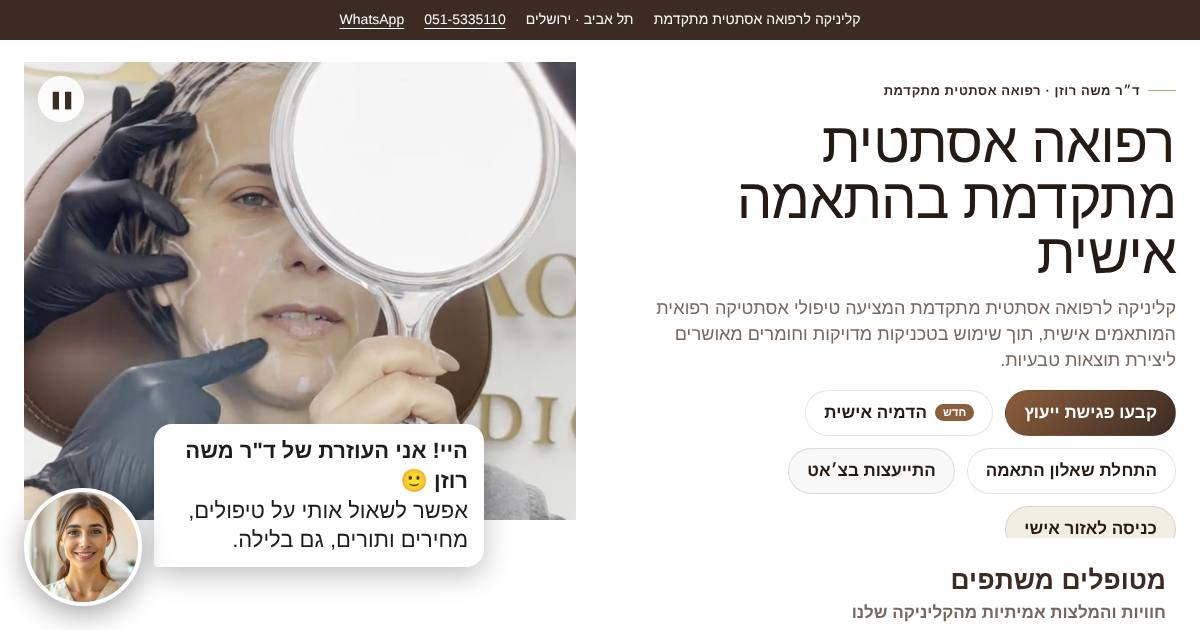 קליניקה לרפואה אסתטית מתקדמת
תל אביב · ירושלים
051-5335110
WhatsApp
ד״ר משה רוזן · רפואה אסתטית מתקדמת
רפואה אסתטית
מתקדמת בהתאמה
אישית
קליניקה לרפואה אסתטית מתקדמת המציעה טיפולי אסתטיקה רפואית
המותאמים אישית, תוך שימוש בטכניקות מדויקות וחומרים מאושרים
ליצירת תוצאות טבעיות.
קבעו פגישת ייעוץ
חדש הדמיה אישית
התחלת שאלון התאמה
התייעצות בצ׳אט
כניסה לאזור אישי
היי! אני העוזרת של ד"ר משה
רוזן 🙂
אפשר לשאול אותי על טיפולים,
מחירים ותורים, גם בלילה.
מטופלים משתפים
חוויות והמלצות אמיתיות מהקליניקה שלנו